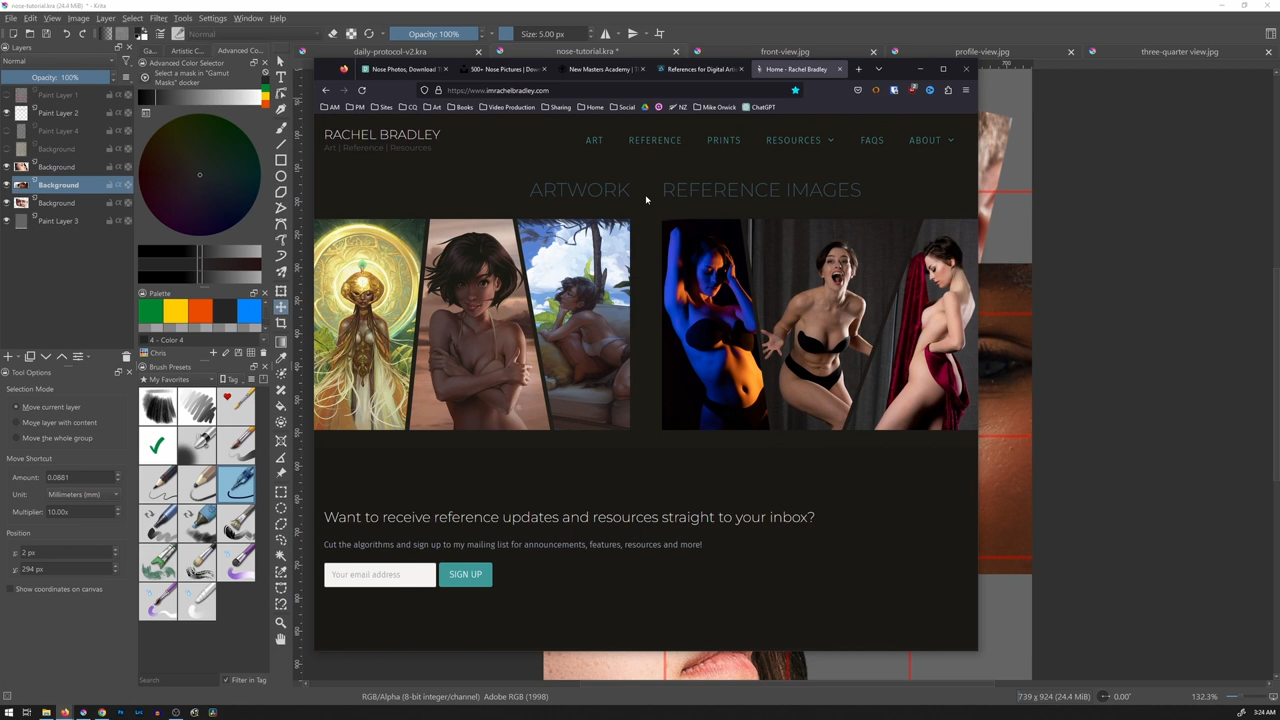 nose-tutorial.kra (24.4 MiB) * - Krita
File Edit View Image Layer Select Filter Tools Settings Window Help
Normal Opacity: 100% Size: 5.00 px
Layers Ga... Artistic C... Advanced Co... daily-protocol-v2.kra nose-tutorial.kra * front-view.jpg profile-view.jpg three-quarter view.jpg
Normal
Advanced Color Selector
Opacity: 100%
Select a mask in "Gamut
Masks" docker
Paint Layer 1
Paint Layer 2
Paint Layer 4
Background
Background
Background
Background
Paint Layer 3
700
Nose Photos, Download 500+ Nose Pictures | Down New Masters Academy | T References for Digital Artis Home - Rachel Bradley
https://www.imrachelbradley.com
AM PM Sites CQ Art Books Video Production Sharing Home Social NZ Mike Orwick ChatGPT
RACHEL BRADLEY
Art | Reference | Resources
ART REFERENCE PRINTS RESOURCES FAQS ABOUT
ARTWORK REFERENCE IMAGES
Want to receive reference updates and resources straight to your inbox?
Cut the algorithms and sign up to my mailing list for announcements, features, resources and more!
Your email address SIGN UP
Palette
4 - Color 4
Chris
Brush Presets
My Favorites Tag
Search Filter in Tag
Tool Options
Selection Mode
Move current layer
Move layer with content
Move the whole group
Move Shortcut
Amount: 0.0881
Unit: Millimeters (mm)
Multiplier: 10.00x
Position
x: 2 px
y: 294 px
Show coordinates on canvas
RGB/Alpha (8-bit integer/channel) Adobe RGB (1998) 739 x 924 (24.4 MiB) 0.00° 132.3%
3:24 AM